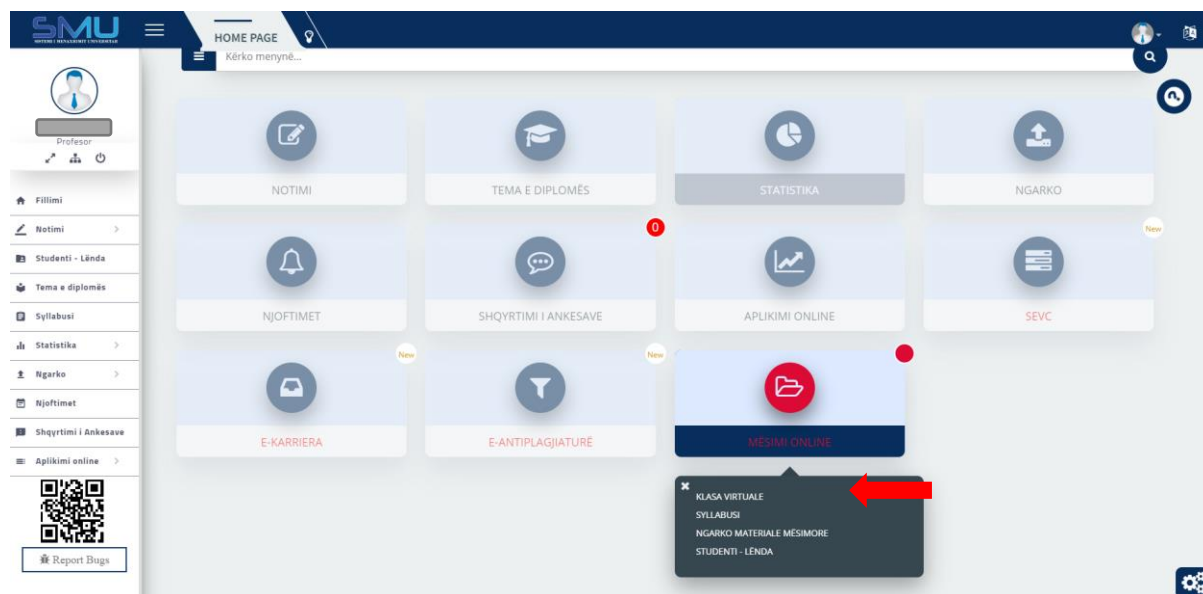 SMU
SISTEMI I MENAXHIMIT UNIVERSITAR
HOME PAGE
Kërko menynë...
Profesor
Fillimi
Notimi
Studenti - Lënda
Tema e diplomës
Syllabusi
Statistika
Ngarko
Njoftimet
Shqyrtimi i Ankesave
Aplikimi online
Report Bugs
NOTIMI
TEMA E DIPLOMËS
STATISTIKA
NGARKO
0
New
NJOFTIMET
SHQYRTIMI I ANKESAVE
APLIKIMI ONLINE
SEVC
New
New
E-KARRIERA
E-ANTIPLAGJIATURË
MËSIMI ONLINE
KLASA VIRTUALE
SYLLABUSI
NGARKO MATERIALE MËSIMORE
STUDENTI - LËNDA